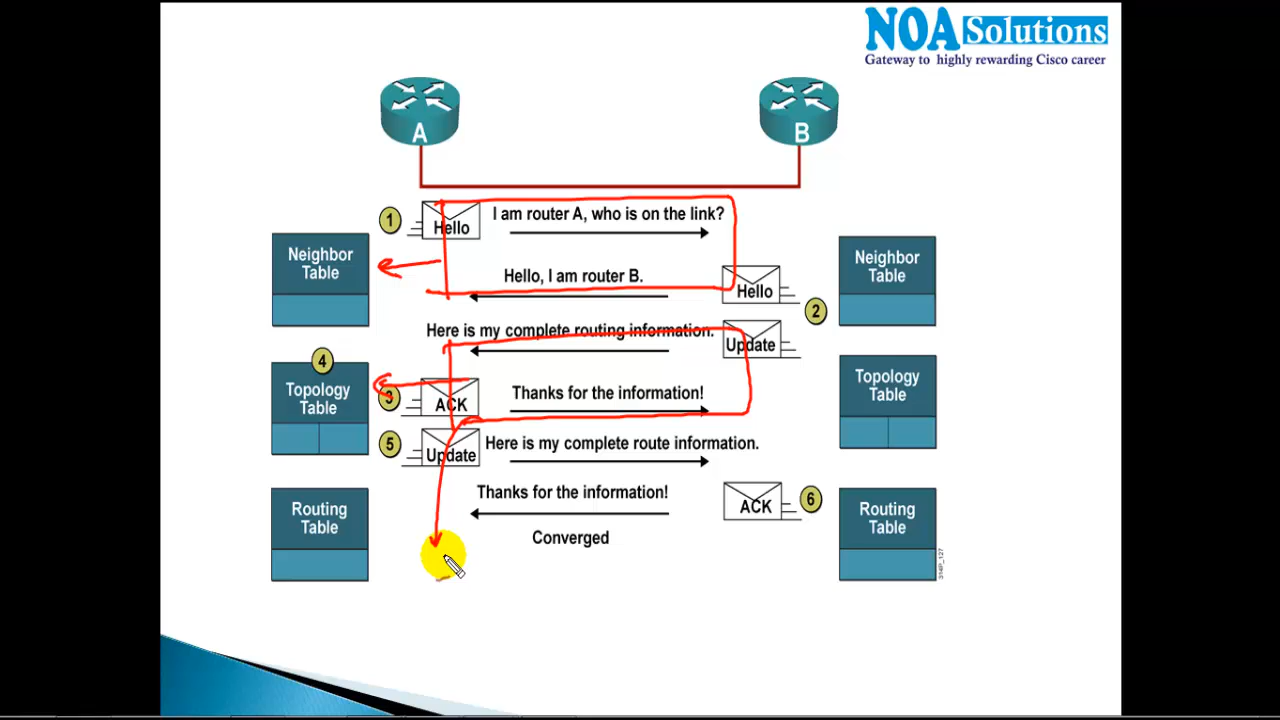 NOA Solutions
Gateway to highly rewarding Cisco career
A
B
1
Hello
I am router A, who is on the link?
Neighbor
Table
Hello, I am router B.
Hello
2
Neighbor
Table
Here is my complete routing information.
Update
4
Topology
Table
3
ACK
Thanks for the information!
Topology
Table
5
Update
Here is my complete route information.
Thanks for the information!
ACK
6
Routing
Table
Converged
Routing
Table
314P_127